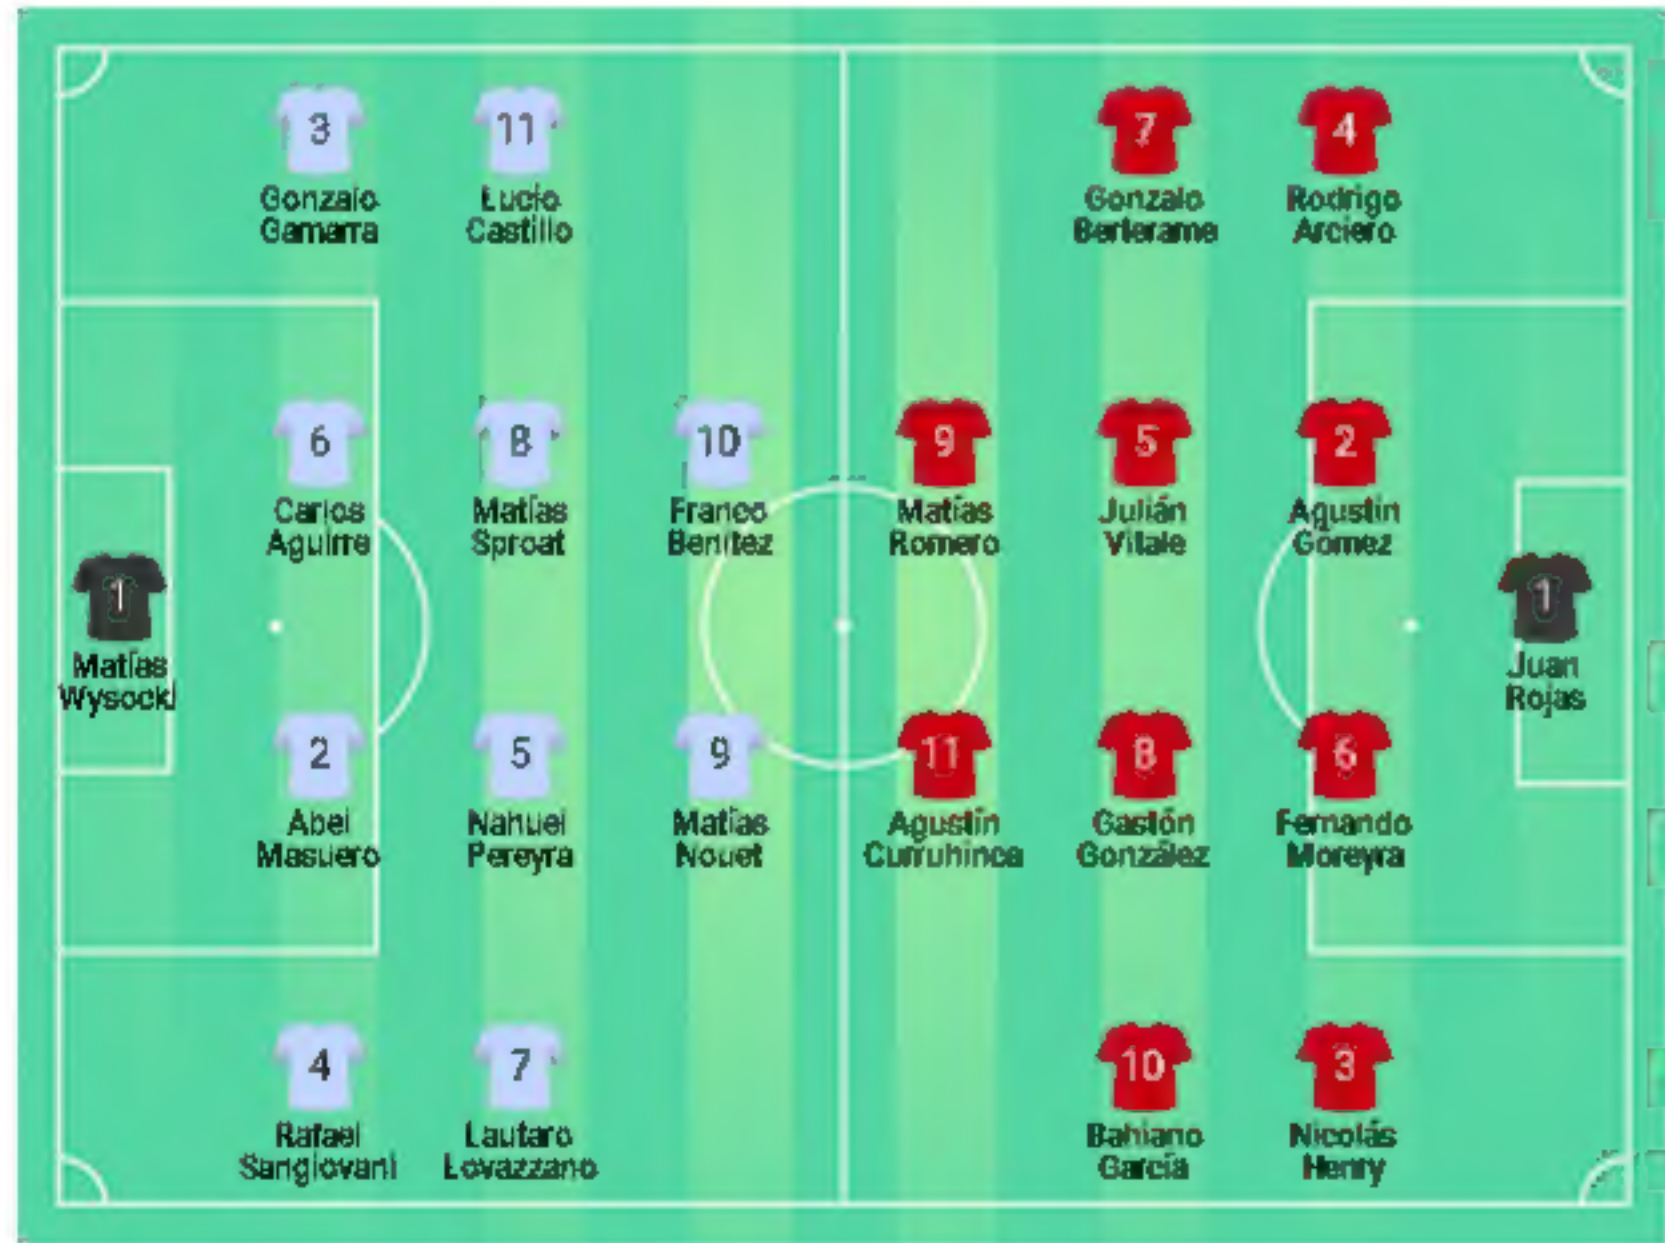 3
Gonzalo
Gamarra
11
Lucio
Castillo
7
Gonzalo
Berterame
4
Rodrigo
Arciero
6
Carlos
Aguirre
8
Matías
Sproat
10
Franco
Benítez
9
Matías
Romero
5
Julián
Vitale
2
Agustín
Gómez
1
Matías
Wysocki
1
Juan
Rojas
2
Abel
Masuero
5
Nahuel
Pereyra
9
Matías
Nouet
11
Agustín
Curruhinca
8
Gastón
González
6
Fernando
Moreyra
4
Rafael
Sangiovani
7
Lautaro
Lovazzano
10
Bahiano
García
3
Nicolás
Henry